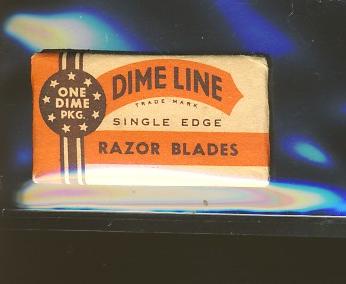 ONE
DIME
PKG.
DIME LINE
TRADE MARK
SINGLE EDGE
RAZOR BLADES